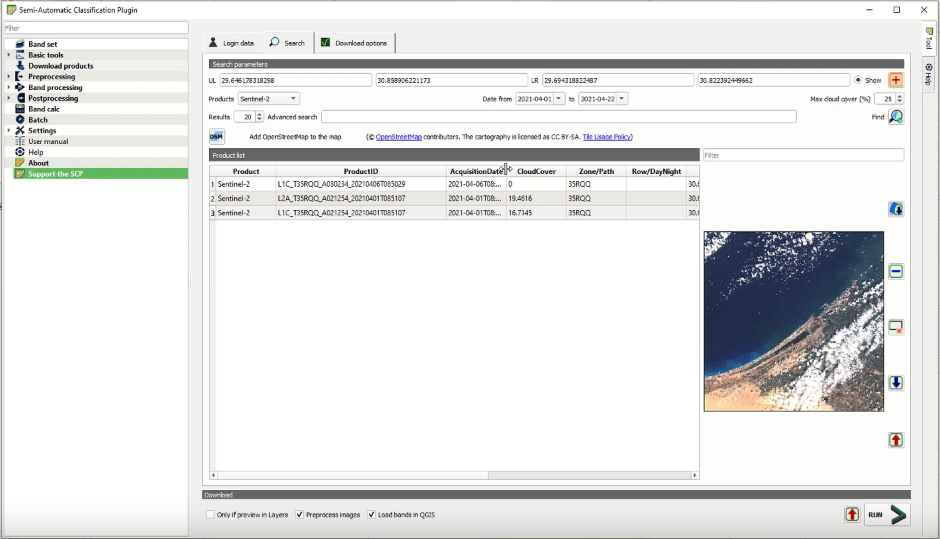 Semi-Automatic Classification Plugin
Filter
Band set
Basic tools
Download products
Preprocessing
Band processing
Postprocessing
Band calc
Batch
Settings
User manual
Help
About
Support the SCP
Login data Search Download options
Search parameters
UL 29.646178318298 30.858906221173 LR 29.694318822487 30.822392449662 Show
Products Sentinel-2 Date from 2021-04-01 to 2021-04-22 Max cloud cover (%) 25
Results 20 Advanced search Find
OSM Add OpenStreetMap to the map (© OpenStreetMap contributors. The cartography is licensed as CC BY-SA. Tile Usage Policy)
Product list Filter
Product ProductID AcquisitionDate CloudCover Zone/Path Row/DayNight
1 Sentinel-2 L1C_T35RQQ_A030234_20210406T085029 2021-04-06T08:... 0 35RQQ 30.6
2 Sentinel-2 L2A_T35RQQ_A021254_20210401T085107 2021-04-01T08:... 19.4616 35RQQ 30.
3 Sentinel-2 L1C_T35RQQ_A021254_20210401T085107 2021-04-01T08:... 16.7145 35RQQ 30.
Download
Only if preview in Layers Preprocess images Load bands in QGIS RUN
Tool
Help